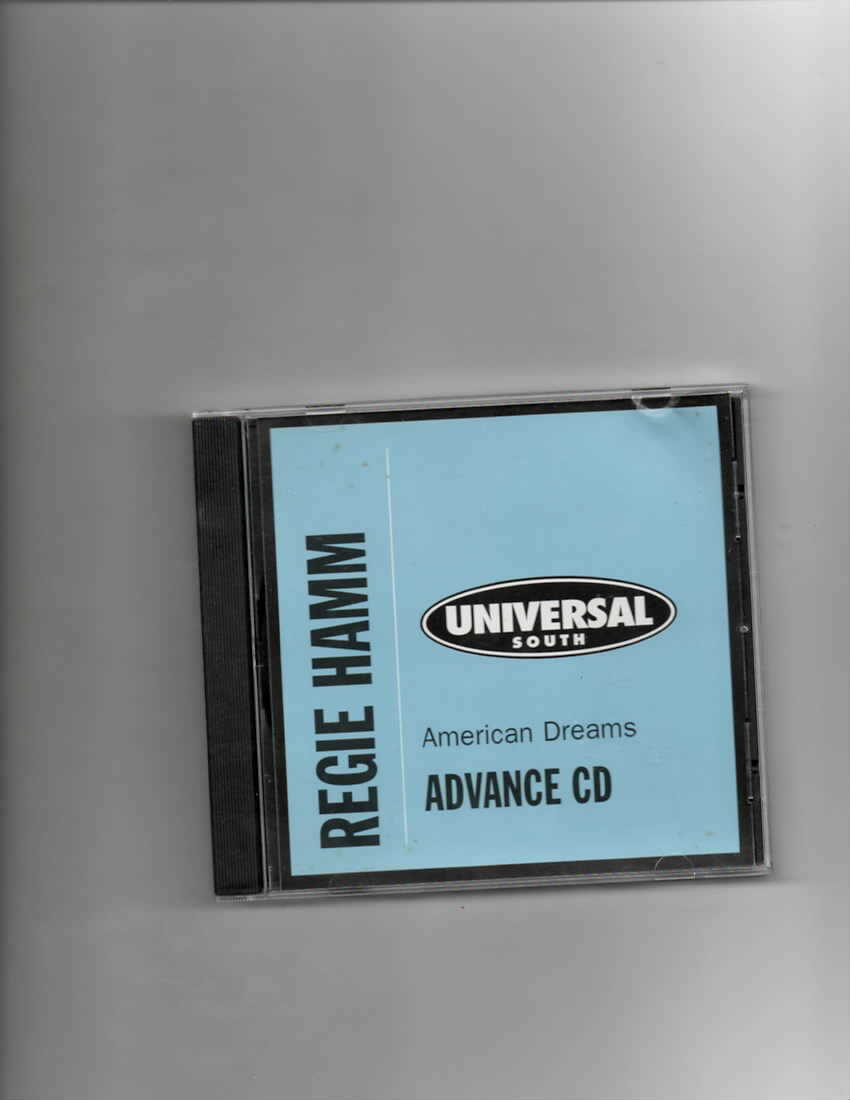 REGIE HAMM
UNIVERSAL
SOUTH
American Dreams
ADVANCE CD